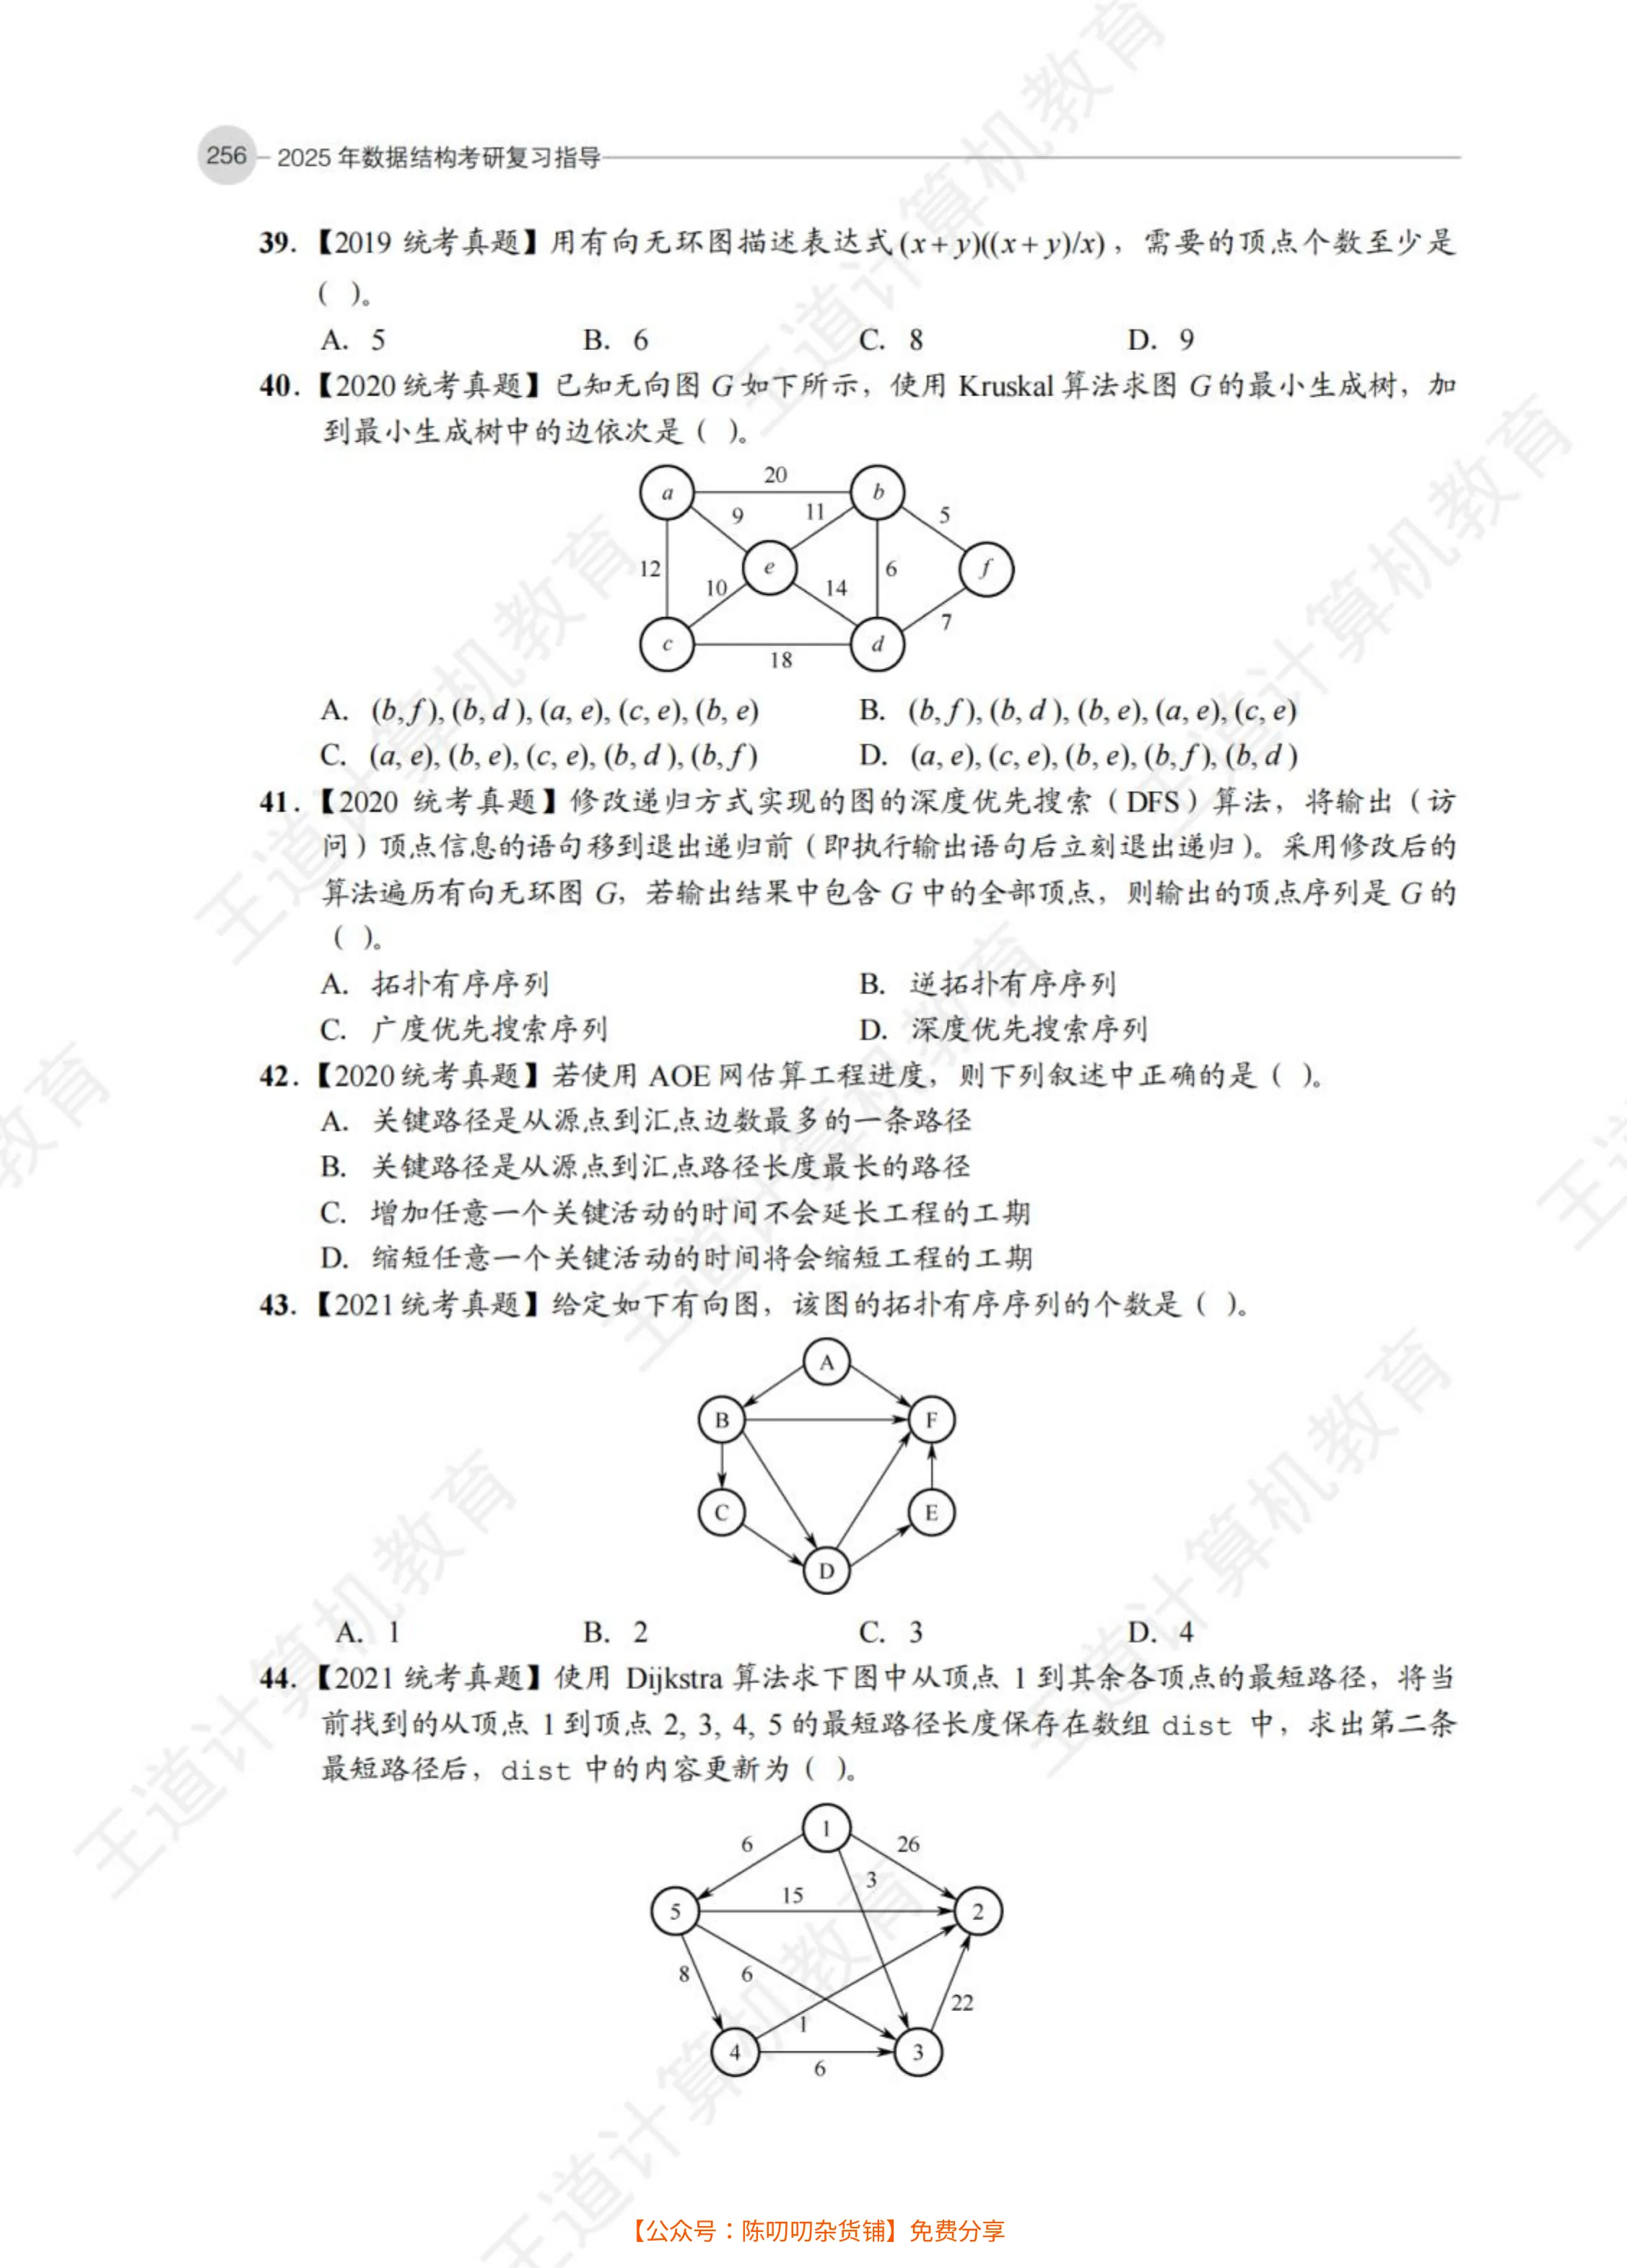 256 2025 年数据结构考研复习指导
39. 【2019 统考真题】用有向无环图描述表达式 (x + y)((x + y)/x) ，需要的顶点个数至少是
( )。
A. 5 B. 6 C. 8 D. 9
40. 【2020 统考真题】已知无向图 G 如下所示，使用 Kruskal 算法求图 G 的最小生成树，加
到最小生成树中的边依次是 ( )。
20
a b
9 11 5
12 e 6 f
10 14
7
c d
18
A. (b, f ), (b, d ), (a, e), (c, e), (b, e) B. (b, f ), (b, d ), (b, e), (a, e), (c, e)
C. (a, e), (b, e), (c, e), (b, d ), (b, f ) D. (a, e), (c, e), (b, e), (b, f ), (b, d )
41. 【2020 统考真题】修改递归方式实现的图的深度优先搜索（DFS）算法，将输出（访
问）顶点信息的语句移到退出递归前（即执行输出语句后立刻退出递归）。采用修改后的
算法遍历有向无环图 G，若输出结果中包含 G 中的全部顶点，则输出的顶点序列是 G 的
( )。
A. 拓扑有序序列 B. 逆拓扑有序序列
C. 广度优先搜索序列 D. 深度优先搜索序列
42. 【2020 统考真题】若使用 AOE 网估算工程进度，则下列叙述中正确的是 ( )。
A. 关键路径是从源点到汇点边数最多的一条路径
B. 关键路径是从源点到汇点路径长度最长的路径
C. 增加任意一个关键活动的时间不会延长工程的工期
D. 缩短任意一个关键活动的时间将会缩短工程的工期
43. 【2021 统考真题】给定如下有向图，该图的拓扑有序序列的个数是 ( )。
A
B F
C E
D
A. 1 B. 2 C. 3 D. 4
44. 【2021 统考真题】使用 Dijkstra 算法求下图中从顶点 1 到其余各顶点的最短路径，将当
前找到的从顶点 1 到顶点 2, 3, 4, 5 的最短路径长度保存在数组 dist 中，求出第二条
最短路径后，dist 中的内容更新为 ( )。
1
6 26
3
15
5 2
8 6
22
1
4 3
6
王道计算机教育
【公众号：陈叨叨杂货铺】免费分享